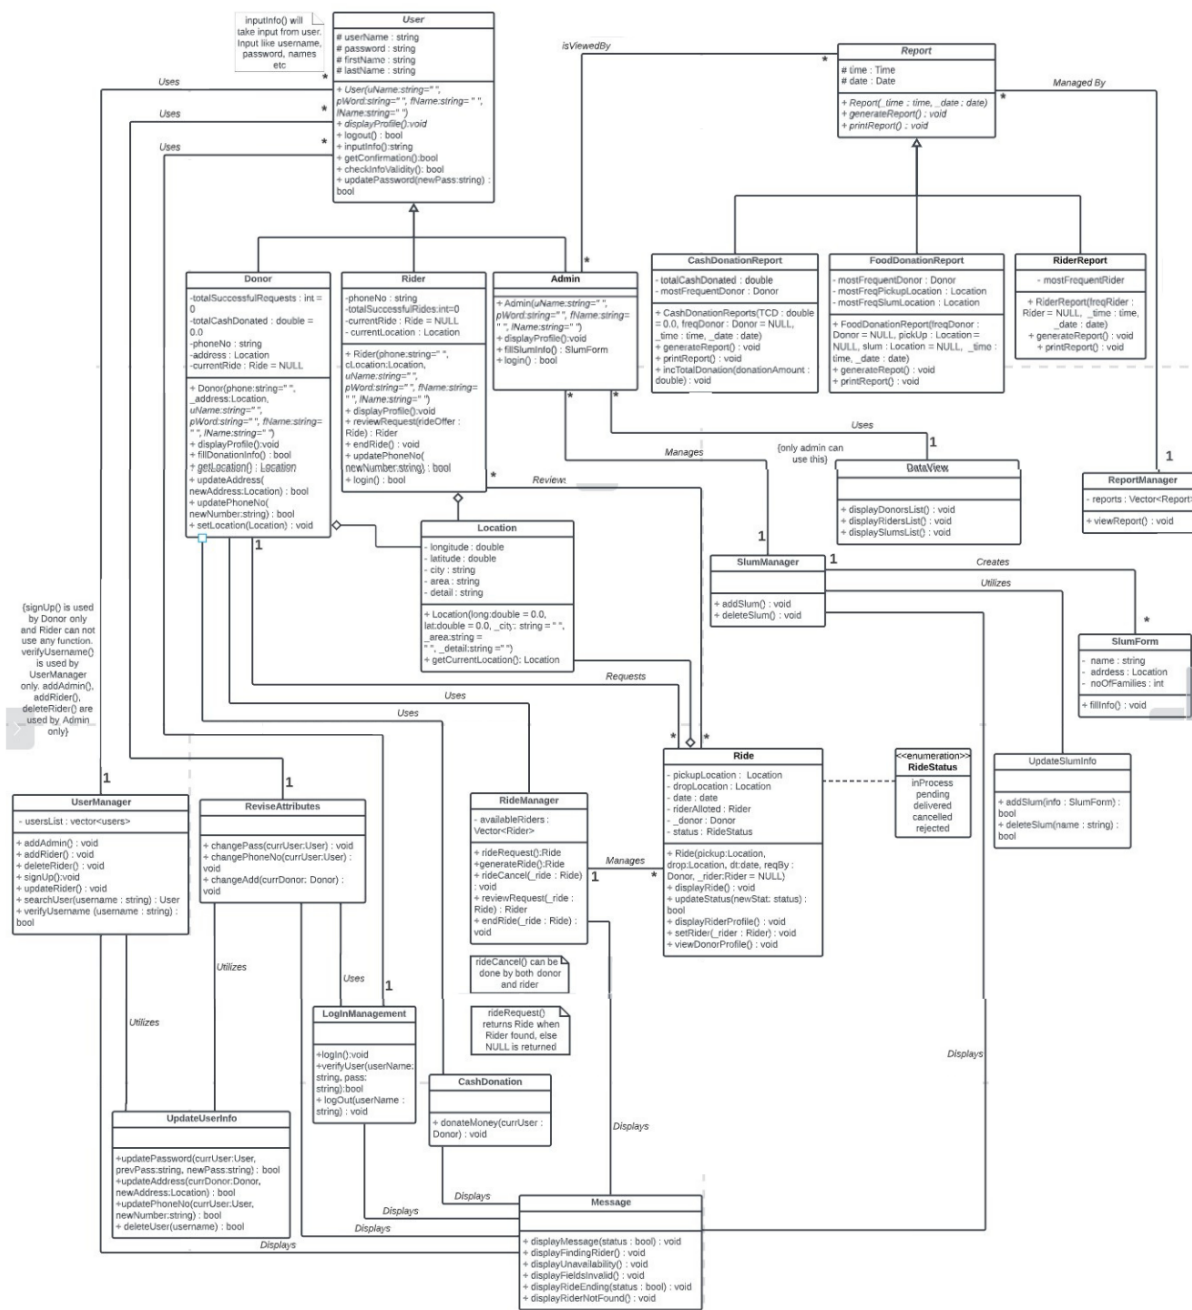 inputInfo() will
take input from user.
Input like username,
password, names
etc
User
# userName : string
# password : string
# firstName : string
# lastName : string
+ User(uName:string=" ",
pWord:string=" ", fName:string= " ",
lName:string=" ")
+ displayProfile():void
+ logout() : bool
+ inputInfo():string
+ getConfirmation():bool
+ checkInfoValidity(): bool
+ updatePassword(newPass:string) :
bool
Uses
*
Uses
*
Uses
*
isViewedBy
*
*
Report
# time : Time
# date : Date
+ Report(_time : time, _date : date)
+ generateReport() : void
+ printReport() : void
Managed By
*
1
Donor
-totalSuccessfulRequests : int =
0
-totalCashDonated : double =
0.0
-phoneNo : string
-address : Location
-currentRide : Ride = NULL
+ Donor(phone:string=" ",
_address:Location,
uName:string=" ",
pWord:string=" ", fName:string=
" ", lName:string=" ")
+ displayProfile():void
+ fillDonationInfo() : bool
+ getLocation() : Location
+ updateAddress(
newAddress:Location) : bool
+ updatePhoneNo(
newNumber:string) : bool
+ setLocation(Location) : void
Rider
-phoneNo : string
-totalSuccessfulRides:int=0
-currentRide : Ride = NULL
- currentLocation : Location
+ Rider(phone:string=" ",
cLocation:Location,
uName:string=" ",
pWord:string=" ", fName:string=
" ", lName:string=" ")
+ displayProfile():void
+ reviewRequest(rideOffer :
Ride) : Rider
+ endRide() : void
+ updatePhoneNo(
newNumber:string) : bool
+ login() : bool
Admin
+ Admin(uName:string=" ",
pWord:string=" ", fName:string=
" ", lName:string=" ")
+ displayProfile():void
+ fillSlumInfo() : SlumForm
+ login() : bool
CashDonationReport
- totalCashDonated : double
- mostFrequentDonor : Donor
+ CashDonationReports(TCD : double
= 0.0, freqDonor : Donor = NULL,
_time : time, _date : date)
+ generateReport() : void
+ printReport() : void
+ incTotalDonation(donationAmount :
double) : void
FoodDonationReport
- mostFrequentDonor : Donor
- mostFreqPickupLocation : Location
- mostFreqSlumLocation : Location
+ FoodDonationReport(freqDonor :
Donor = NULL, pickUp : Location =
NULL, slum : Location = NULL, _time :
time, _date : date)
+ generateRepot() : void
+ printReport() : void
RiderReport
- mostFrequentRider
+ RiderReport(freqRider :
Rider = NULL, _time : time,
_date : date)
+ generateReport() : void
+ printReport() : void
*
Manages
1
*
Uses
1
{only admin can
use this}
DataView
+ displayDonorsList() : void
+ displayRidersList() : void
+ displaySlumsList() : void
ReportManager
- reports : Vector<Report>
+ viewReport() : void
*
Review
*
Location
- longitude : double
- latitude : double
- city : string
- area : string
- detail : string
+ Location(long:double = 0.0,
lat:double = 0.0, _city: string = " ",
_area:string =
" ", _detail:string =" ")
+ getCurrentLocation(): Location
SlumManager
+ addSlum() : void
+ deleteSlum() : void
1
Creates
*
Utilizes
SlumForm
- name : string
- adrdess : Location
- noOfFamilies : int
+ fillInfo() : void
{signUp() is used
by Donor only
and Rider can not
use any function.
verifyUsername()
is used by
UserManager
only. addAdmin(),
addRider(),
deleteRider() are
used by Admin
only}
1
Requests
*
Uses
Uses
1
1
UserManager
- usersList : vector<users>
+ addAdmin() : void
+ addRider() : void
+ deleteRider() : void
+ signUp():void
+ updateRider() : void
+ searchUser(username : string) : User
+ verifyUsername (username : string) :
bool
ReviseAttributes
+ changePass(currUser:User) : void
+ changePhoneNo(currUser:User) :
void
+ changeAdd(currDonor: Donor) :
void
RideManager
- availableRiders :
Vector<Rider>
+ rideRequest():Ride
+generateRide():Ride
+ rideCancel(_ride : Ride)
: void
+ reviewRequest(_ride :
Ride) : Rider
+ endRide(_ride : Ride) :
void
1
Manages
*
Ride
- pickupLocation : Location
- dropLocation : Location
- date : date
- riderAlloted : Rider
- _donor : Donor
- status : RideStatus
+ Ride(pickup:Location,
drop:Location, dt:date, reqBy :
Donor, _rider:Rider = NULL)
+ displayRide() : void
+ updateStatus(newStat: status) :
bool
+ displayRiderProfile() : void
+ setRider(_rider : Rider) : void
+ viewDonorProfile() : void
<<enumeration>>
RideStatus
inProcess
pending
delivered
cancelled
rejected
UpdateSlumInfo
+ addSlum(info : SlumForm) :
bool
+ deleteSlum(name : string) :
bool
rideCancel() can be
done by both donor
and rider
rideRequest()
returns Ride when
Rider found, else
NULL is returned
Utilizes
Utilizes
Uses
1
LogInManagement
+logIn():void
+verifyUser(userName:
string, pass:
string):bool
+ logOut(userName :
string) : void
CashDonation
+ donateMoney(currUser :
Donor) : void
UpdateUserInfo
+updatePassword(currUser:User,
prevPass:string, newPass:string) : bool
+updateAddress(currDonor:Donor,
newAddress:Location) : bool
+updatePhoneNo(currUser:User,
newNumber:string) : bool
+ deleteUser(username) : bool
Displays
Displays
Displays
Displays
Displays
Displays
Message
+ displayMessage(status : bool) : void
+ displayFindingRider() : void
+ displayUnavailability() : void
+ displayFieldsInvalid() : void
+ displayRideEnding(status : bool) : void
+ displayRiderNotFound() : void